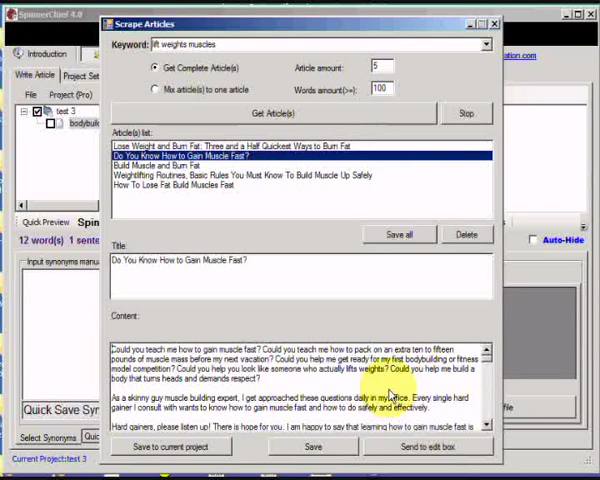 SpinnerChief 4.0
Scrape Articles
Introduction
ation.com
Keyword:
lift weights muscles
Write Article
Project Set
Get Complete Article(s)
Article amount:
5
File
Project (Pro)
Mix article(s) to one article
Words amount(>=):
100
test 3
Get Article(s)
Stop
bodybuil
Article(s) list:
Lose Weight and Burn Fat: Three and a Half Quickest Ways to Burn Fat
Do You Know How to Gain Muscle Fast?
Build Muscle and Burn Fat
Weightlifting Routines, Basic Rules You Must Know To Build Muscle Up Safely
How To Lose Fat Build Muscles Fast
Quick Preview
Spin
Save all
Delete
12 word(s)
1 sente
Auto-Hide
Title:
Input synonyms manu
Do You Know How to Gain Muscle Fast?
Content:
Could you teach me how to gain muscle fast? Could you teach me how to pack on an extra ten to fifteen
pounds of muscle mass before my next vacation? Could you help me get ready for my first bodybuilding or fitness
model competition? Could you help you look like someone who actually lifts weights? Could you help me build a
body that turns heads and demands respect?
As a skinny guy muscle building expert, I get approached these questions daily in my office. Every single hard
gainer I consult with wants to know how to gain muscle fast and how to do safely and effectively.
Quick Save Sy
file
Hard gainers, please listen up! There is hope for you. I am happy to say that learning how to gain muscle fast is
Select Synonyms
Quick
Save to current project
Save
Send to edit box
Current Project:test 3